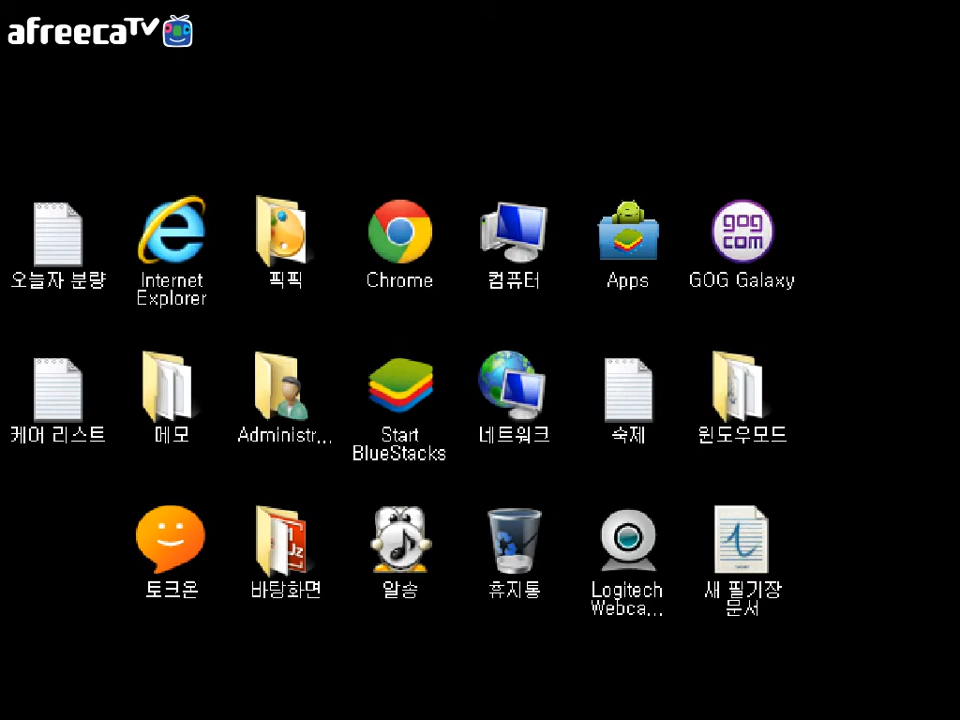 afreecaTV
오늘자 분량
Internet
Explorer
픽픽
Chrome
컴퓨터
Apps
gog
com
GOG Galaxy
케어 리스트
메모
Administr...
Start
BlueStacks
네트워크
숙제
윈도우모드
토크온
바탕화면
알송
휴지통
Logitech
Webca...
새 필기장
문서